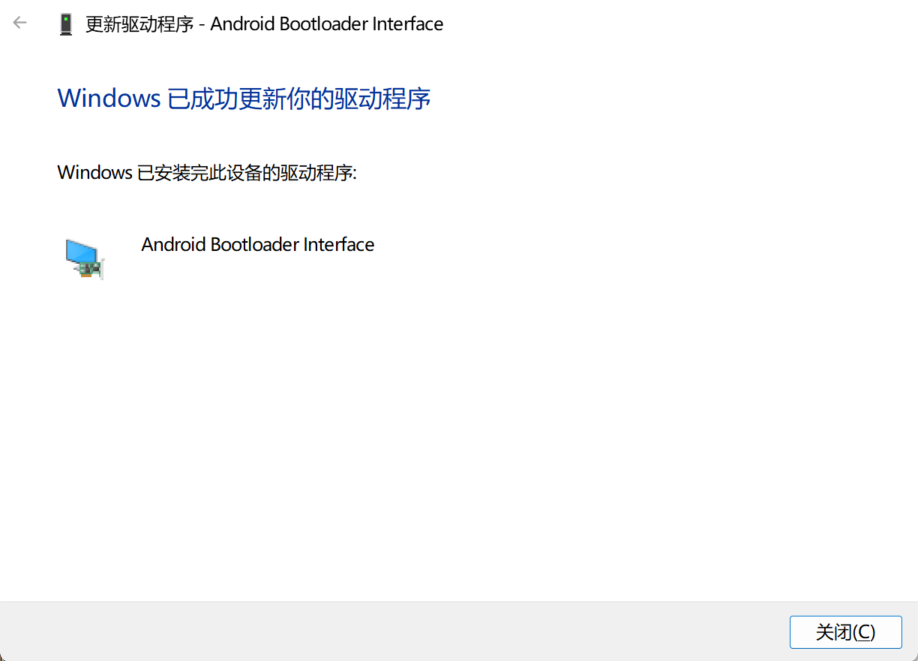 更新驱动程序 - Android Bootloader Interface
Windows 已成功更新你的驱动程序
Windows 已安装完此设备的驱动程序:
Android Bootloader Interface
关闭(C)